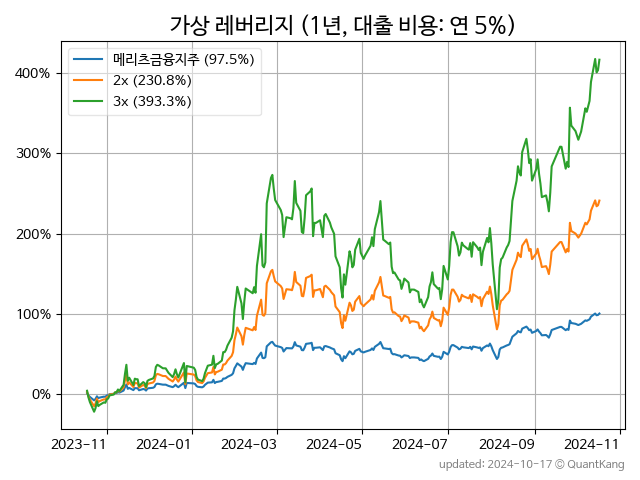 가상 레버리지 (1년, 대출 비용: 연 5%)
메리츠금융지주 (97.5%)
2x (230.8%)
3x (393.3%)
400%
300%
200%
100%
0%
2023-11 2024-01 2024-03 2024-05 2024-07 2024-09 2024-11
updated: 2024-10-17 © QuantKang